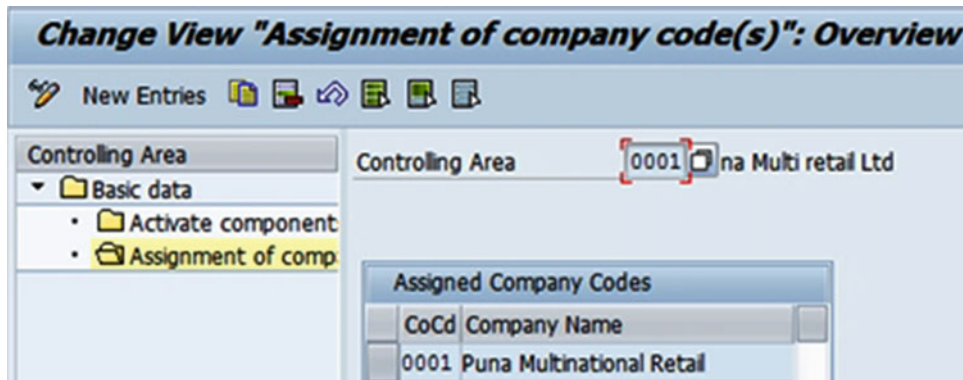 Change View "Assignment of company code(s)": Overview
New Entries
Controlling Area
Basic data
Activate component
Assignment of comp
Controlling Area 0001 na Multi retail Ltd
Assigned Company Codes
CoCd Company Name
0001 Puna Multinational Retail